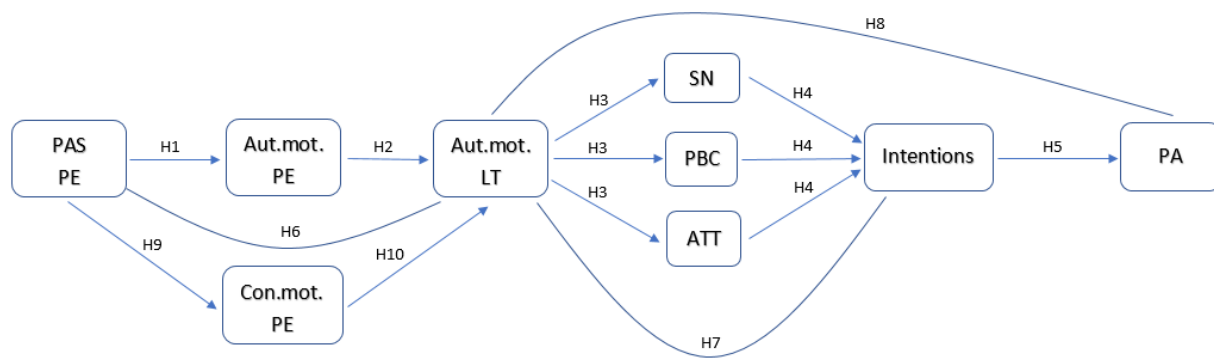 H8
SN
H3
H4
PAS
PE
H1
Aut.mot.
PE
H2
Aut.mot.
LT
H3
PBC
H4
Intentions
H5
PA
H3
H4
ATT
H9
H6
H10
Con.mot.
PE
H7